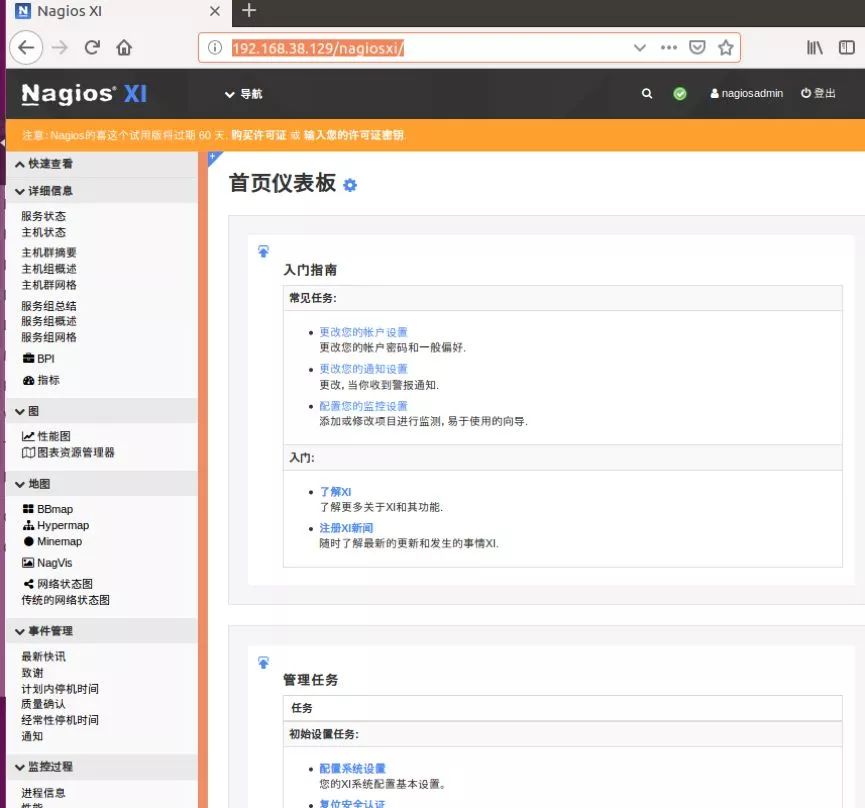 Nagios XI
192.168.38.129/nagiosxi/
Nagios® XI
导航
nagiosadmin
登出
注意: Nagios的喜这个试用版将过期 60 天. 购买许可证 或 输入您的许可证密钥.
快速查看
详细信息
服务状态
主机状态
主机群摘要
主机组概述
主机群网格
服务组总结
服务组概述
服务组网格
BPI
指标
图
性能图
图表资源管理器
地图
BBmap
Hypermap
Minemap
NagVis
网络状态图
传统的网络状态图
事件管理
最新快讯
致谢
计划内停机时间
质量确认
经常性停机时间
通知
监控过程
进程信息
性能
首页仪表板
入门指南
常见任务:
更改您的帐户设置
更改您的帐户密码和一般偏好.
更改您的通知设置
更改, 当你收到警报通知.
配置您的监控设置
添加或修改项目进行监测, 易于使用的向导.
入门:
了解XI
了解更多关于XI和其功能.
注册XI新闻
随时了解最新的更新和发生的事情XI.
管理任务
任务
初始设置任务:
配置系统设置
您的XI系统配置基本设置。
复位安全认证